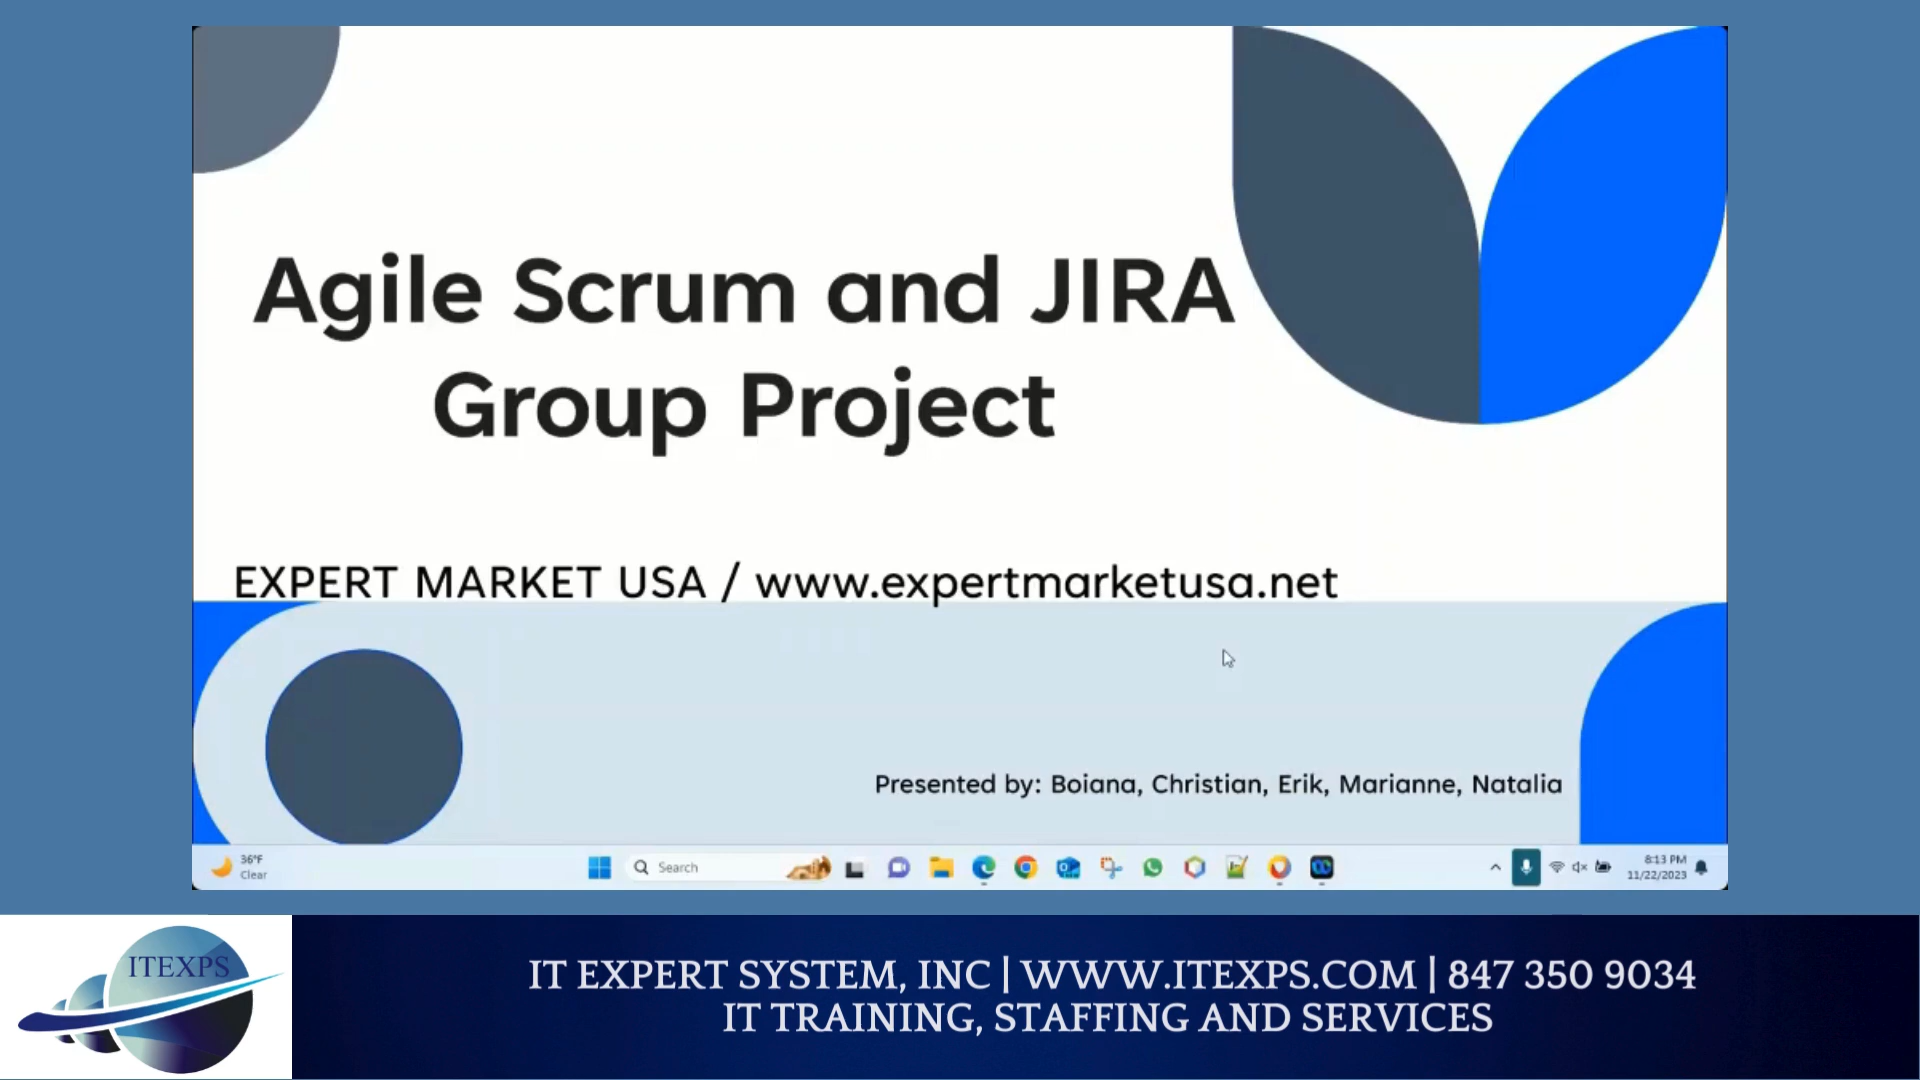 Agile Scrum and JIRA
Group Project
EXPERT MARKET USA / www.expertmarketusa.net
Presented by: Boiana, Christian, Erik, Marianne, Natalia
36°F
Clear
Search
8:13 PM
11/22/2023
ITEXPS
IT EXPERT SYSTEM, INC | WWW.ITEXPS.COM | 847 350 9034
IT TRAINING, STAFFING AND SERVICES